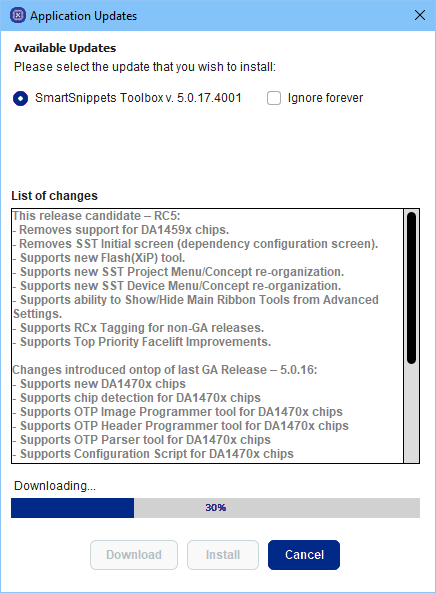 Application Updates
Available Updates
Please select the update that you wish to install:
SmartSnippets Toolbox v. 5.0.17.4001
Ignore forever
List of changes
This release candidate – RC5:
- Removes support for DA1459x chips.
- Removes SST Initial screen (dependency configuration screen).
- Supports new Flash(XiP) tool.
- Supports new SST Project Menu/Concept re-organization.
- Supports new SST Device Menu/Concept re-organization.
- Supports ability to Show/Hide Main Ribbon Tools from Advanced
Settings.
- Supports RCx Tagging for non-GA releases.
- Supports Top Priority Facelift Improvements.
Changes introduced ontop of last GA Release – 5.0.16:
- Supports new DA1470x chips
- Supports chip detection for DA1470x chips
- Supports OTP Image Programmer tool for DA1470x chips
- Supports OTP Header Programmer tool for DA1470x chips
- Supports OTP Parser tool for DA1470x chips
- Supports Configuration Script for DA1470x chips
Downloading...
30%
Download
Install
Cancel